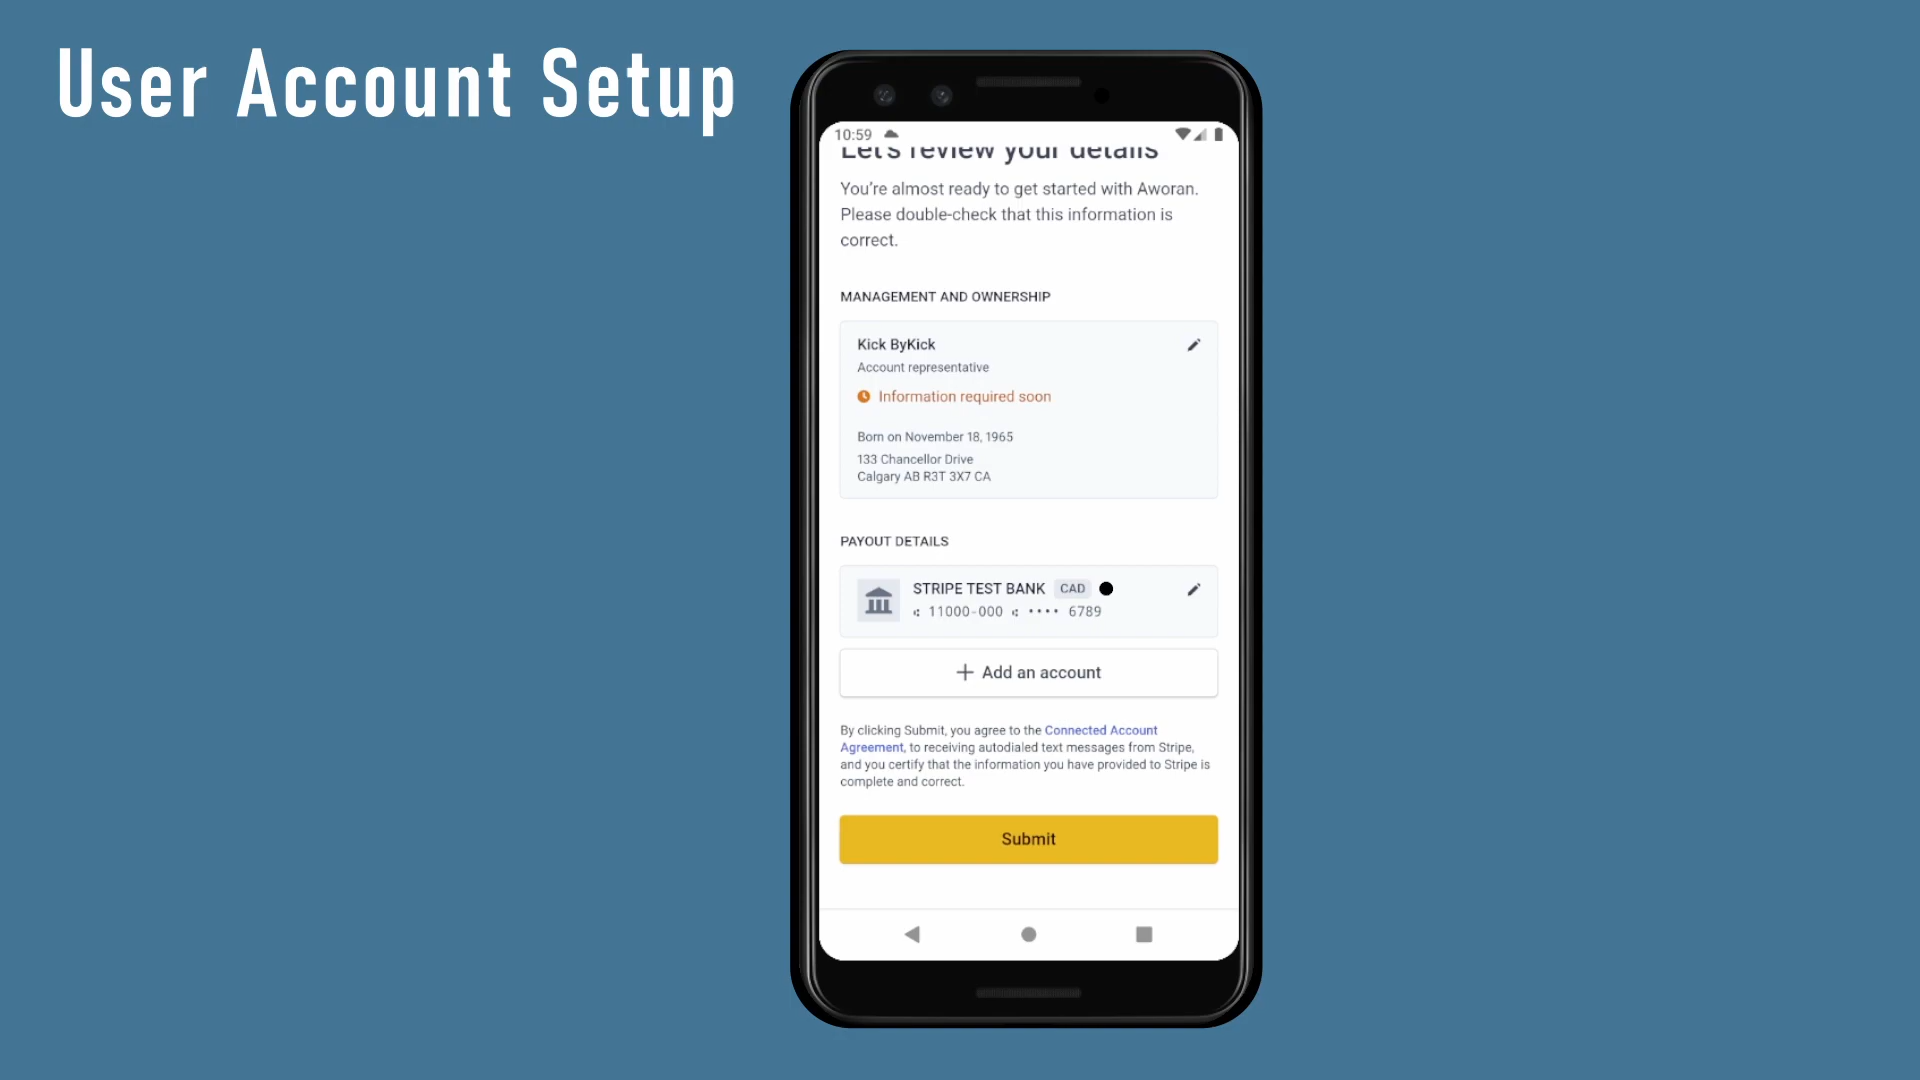 User Account Setup
10:59
Let's review your details
You're almost ready to get started with Aworan.
Please double-check that this information is
correct.
MANAGEMENT AND OWNERSHIP
Kick ByKick
Account representative
Information required soon
Born on November 18, 1965
133 Chancellor Drive
Calgary AB R3T 3X7 CA
PAYOUT DETAILS
STRIPE TEST BANK CAD
⑆ 11000-000 ⑆ •••• 6789
+ Add an account
By clicking Submit, you agree to the Connected Account
Agreement, to receiving autodialed text messages from Stripe,
and you certify that the information you have provided to Stripe is
complete and correct.
Submit